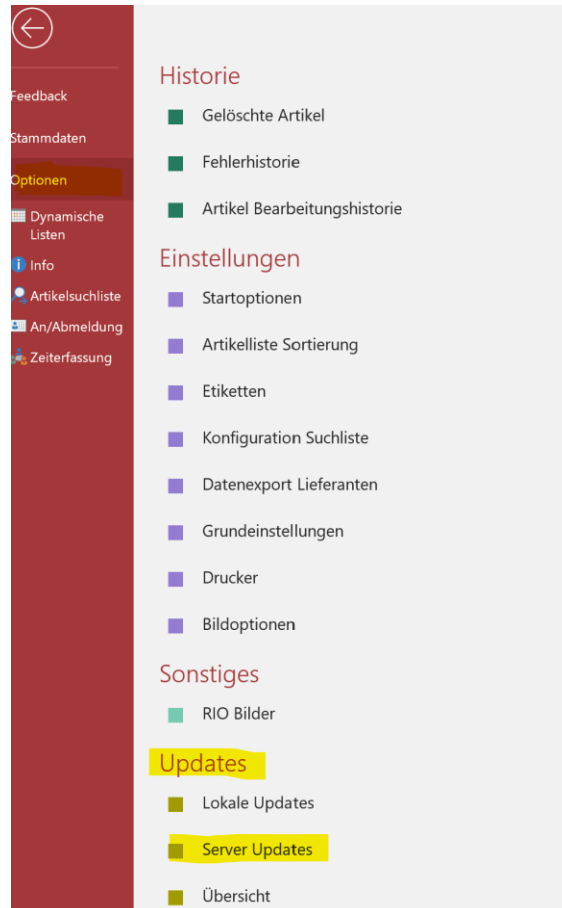 Feedback
Stammdaten
Optionen
Dynamische
Listen
Info
Artikelsuchliste
An/Abmeldung
Zeiterfassung
Historie
Gelöschte Artikel
Fehlerhistorie
Artikel Bearbeitungshistorie
Einstellungen
Startoptionen
Artikelliste Sortierung
Etiketten
Konfiguration Suchliste
Datenexport Lieferanten
Grundeinstellungen
Drucker
Bildoptionen
Sonstiges
RIO Bilder
Updates
Lokale Updates
Server Updates
Übersicht